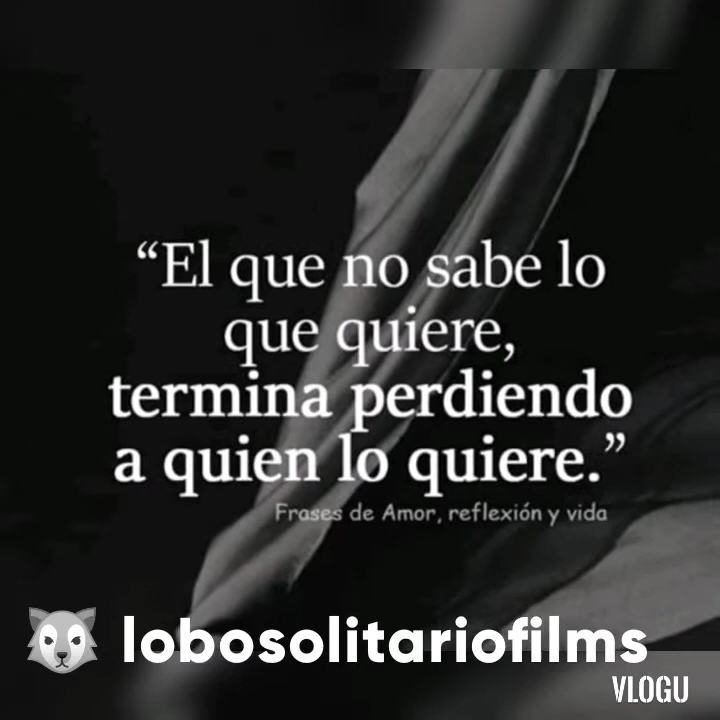 “El que no sabe lo
que quiere,
termina perdiendo
a quien lo quiere.”
Frases de Amor, reflexión y vida
lobosolitariofilms
VLOGU